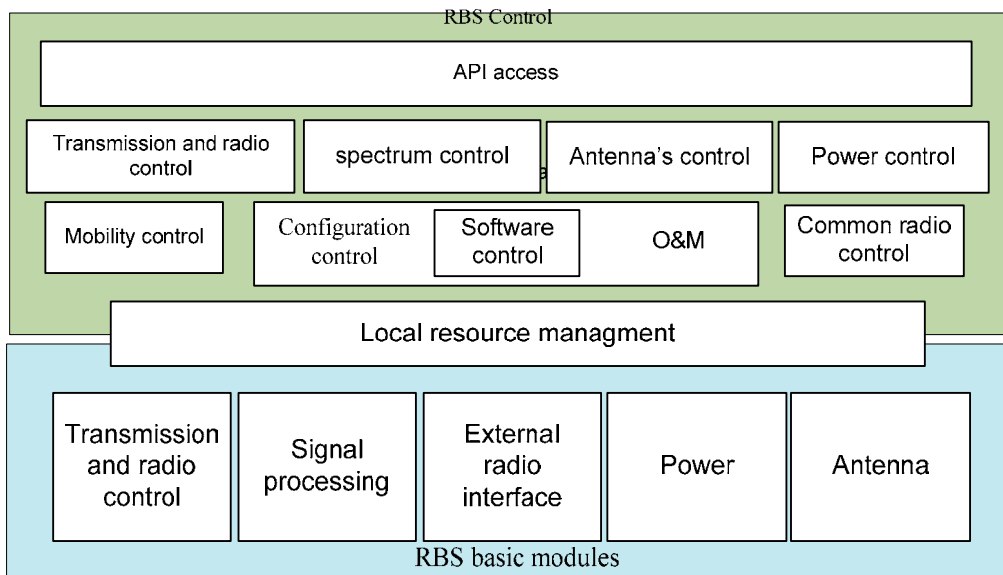 RBS Control
API access
Transmission and radio
control
spectrum control
Antenna's control
Power control
Mobility control
Configuration
control
Software
control
O&M
Common radio
control
Local resource managment
Transmission
and radio
control
Signal
processing
External
radio
interface
Power
Antenna
RBS basic modules